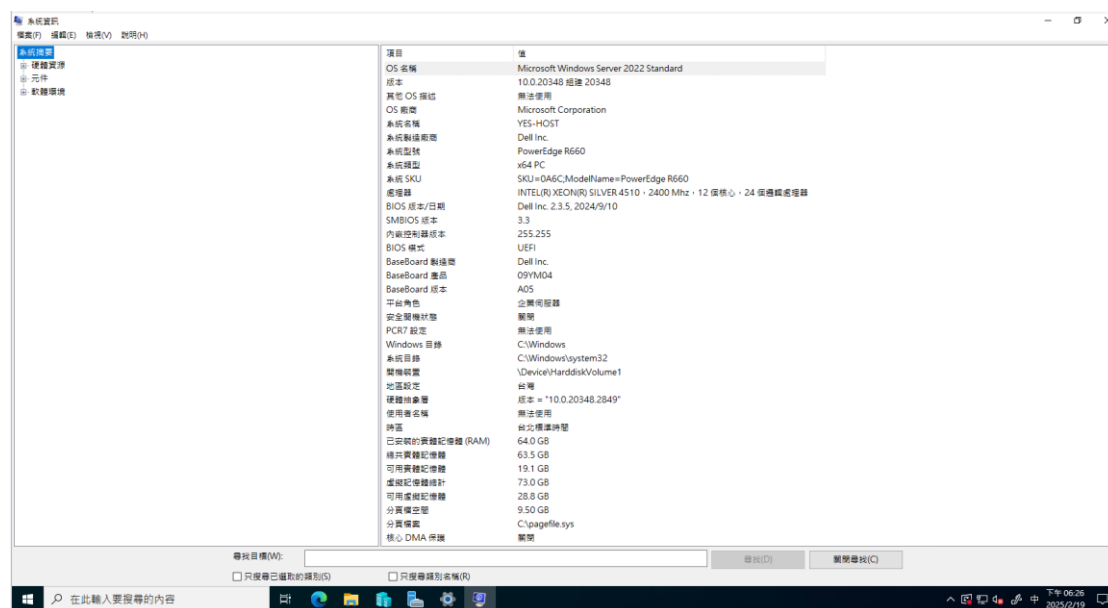 系統資訊
檔案(F) 編輯(E) 檢視(V) 說明(H)
系統摘要
硬體資源
元件
軟體環境
項目 值
OS 名稱 Microsoft Windows Server 2022 Standard
版本 10.0.20348 組建 20348
其他 OS 描述 無法使用
OS 廠商 Microsoft Corporation
系統名稱 YES-HOST
系統製造廠商 Dell Inc.
系統型號 PowerEdge R660
系統類型 x64 PC
系統 SKU SKU=0A6C;ModelName=PowerEdge R660
處理器 INTEL(R) XEON(R) SILVER 4510，2400 Mhz，12 個核心，24 個邏輯處理器
BIOS 版本/日期 Dell Inc. 2.3.5, 2024/9/10
SMBIOS 版本 3.3
內嵌控制器版本 255.255
BIOS 模式 UEFI
BaseBoard 製造商 Dell Inc.
BaseBoard 產品 09YM04
BaseBoard 版本 A05
平台角色 企業伺服器
安全開機狀態 關閉
PCR7 設定 無法使用
Windows 目錄 C:\Windows
系統目錄 C:\Windows\system32
開機裝置 \Device\HarddiskVolume1
地區設定 台灣
硬體抽象層 版本 = "10.0.20348.2849"
使用者名稱 無法使用
時區 台北標準時間
已安裝的實體記憶體 (RAM) 64.0 GB
總共實體記憶體 63.5 GB
可用實體記憶體 19.1 GB
虛擬記憶體總計 73.0 GB
可用虛擬記憶體 28.8 GB
分頁檔空間 9.50 GB
分頁檔案 C:\pagefile.sys
核心 DMA 保護 關閉
尋找目標(W): 尋找(D) 關閉尋找(C)
只搜尋已選取的類別(S) 只搜尋類別名稱(R)
在此輸入要搜尋的內容
中
下午 06:26
2025/2/19